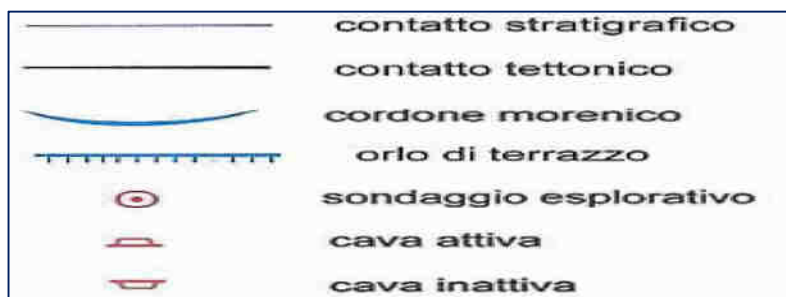 contatto stratigrafico
contatto tettonico
cordone morenico
orlo di terrazzo
sondaggio esplorativo
cava attiva
cava inattiva